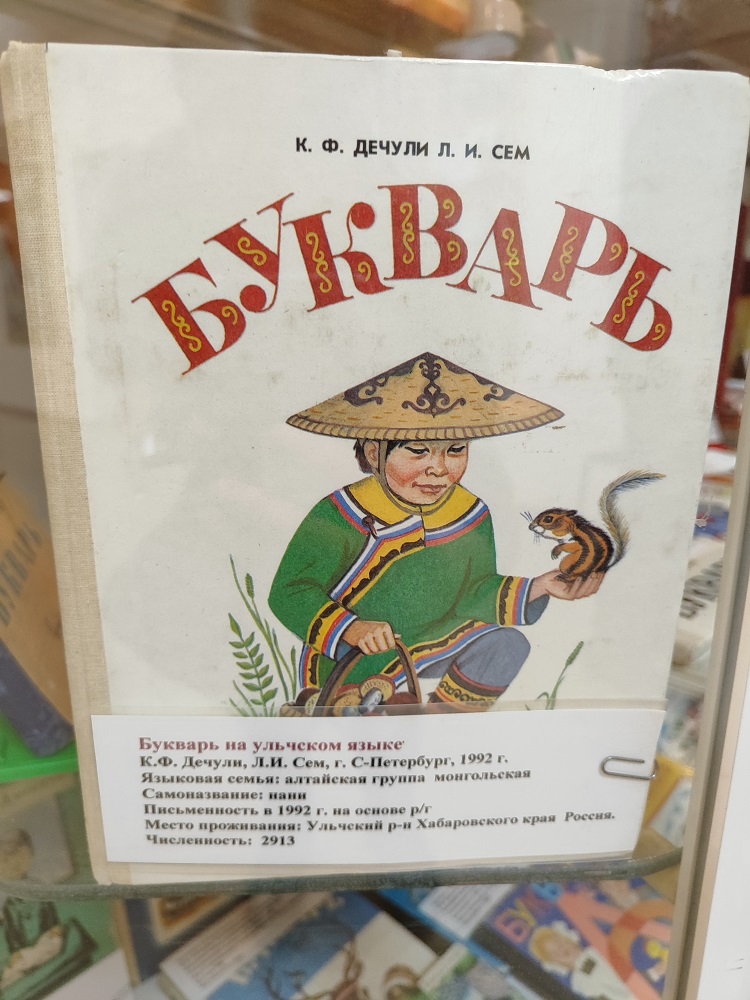 К. Ф. ДЕЧУЛИ Л. И. СЕМ
БУКВАРЬ
Букварь на ульчском языке
К.Ф. Дечули, Л.И. Сем, г. С-Петербург, 1992 г.
Языковая семья: алтайская группа монгольская
Самоназвание: нани
Письменность в 1992 г. на основе р/г
Место проживания: Ульчский р-н Хабаровского края Россия.
Численность: 2913
БУКВАРЬ